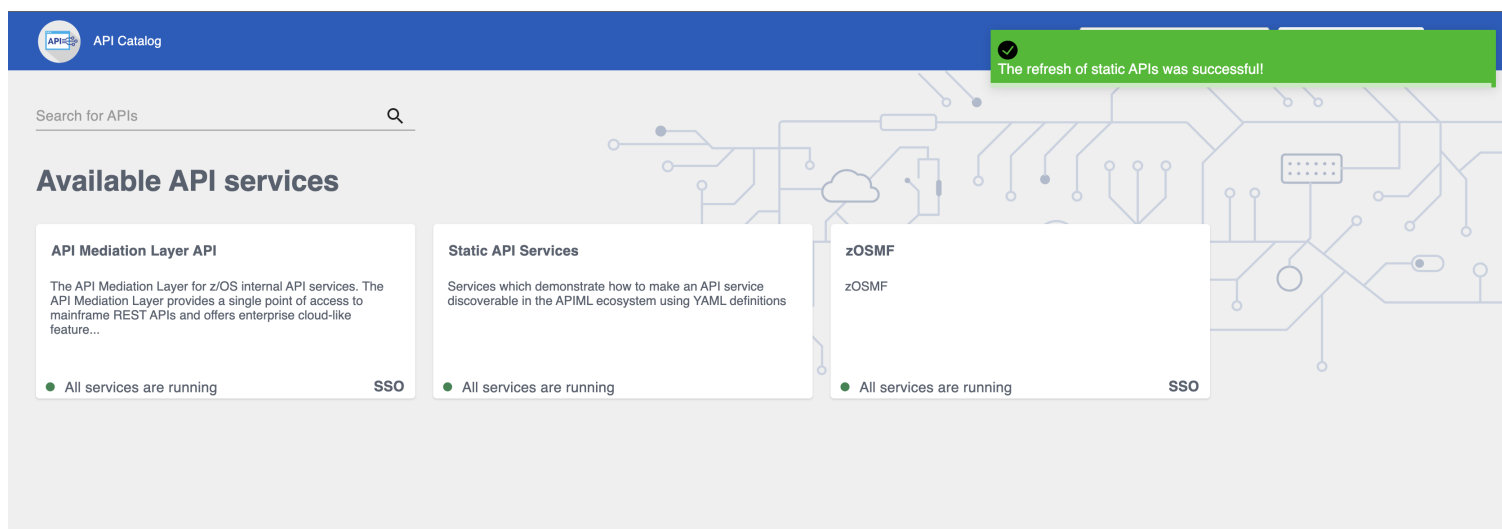 API
API Catalog
The refresh of static APIs was successful!
Search for APIs
Available API services
API Mediation Layer API
The API Mediation Layer for z/OS internal API services. The
API Mediation Layer provides a single point of access to
mainframe REST APIs and offers enterprise cloud-like
feature...
All services are running
SSO
Static API Services
Services which demonstrate how to make an API service
discoverable in the APIML ecosystem using YAML definitions
All services are running
zOSMF
zOSMF
All services are running
SSO